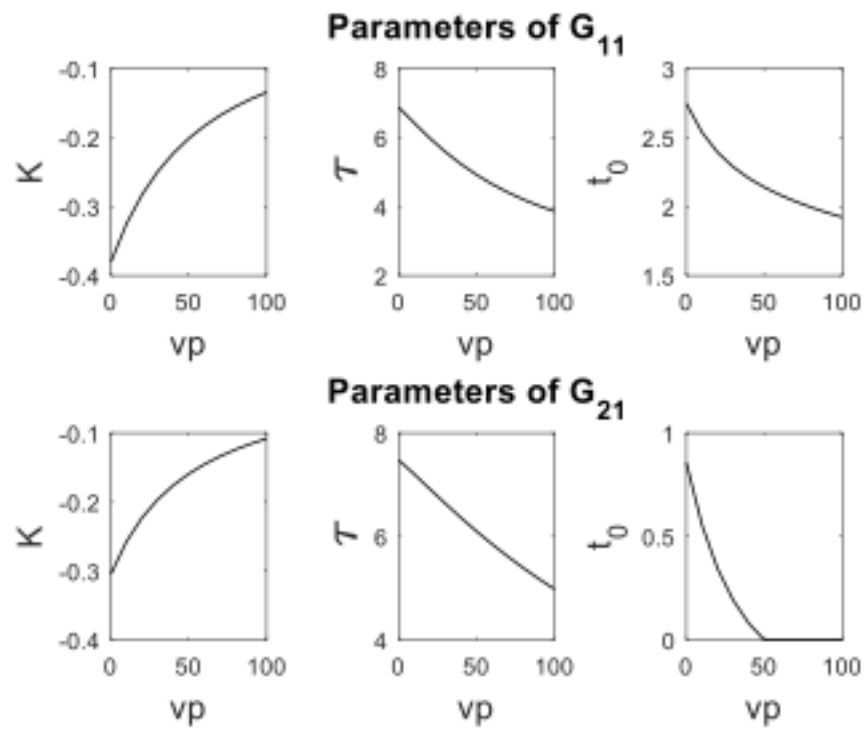 Parameters of G11
-0.1 -0.2 -0.3 -0.4
K
0 50 100
vp
8 6 4 2
τ
0 50 100
vp
3 2.5 2 1.5
t0
0 50 100
vp
Parameters of G21
-0.1 -0.2 -0.3 -0.4
K
0 50 100
vp
8 6 4
τ
0 50 100
vp
1 0.5 0
t0
0 50 100
vp